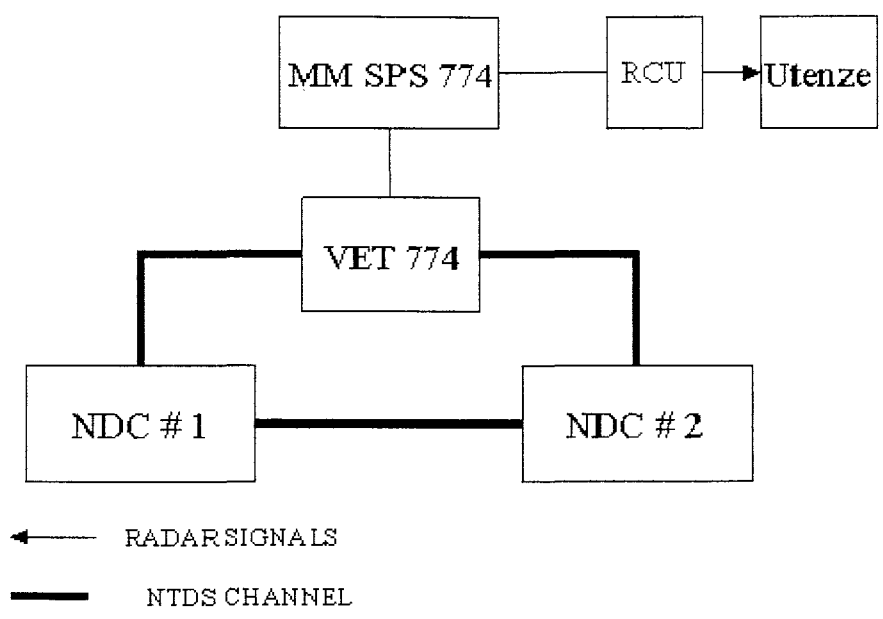 MM SPS 774
RCU
Utenze
VET 774
NDC # 1
NDC # 2
RADAR SIGNALS
NTDS CHANNEL